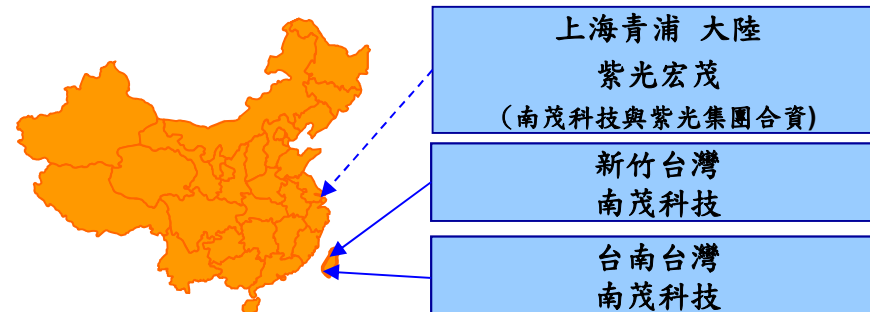 上海青浦 大陸
紫光宏茂
(南茂科技與紫光集團合資)
新竹台灣
南茂科技
台南台灣
南茂科技